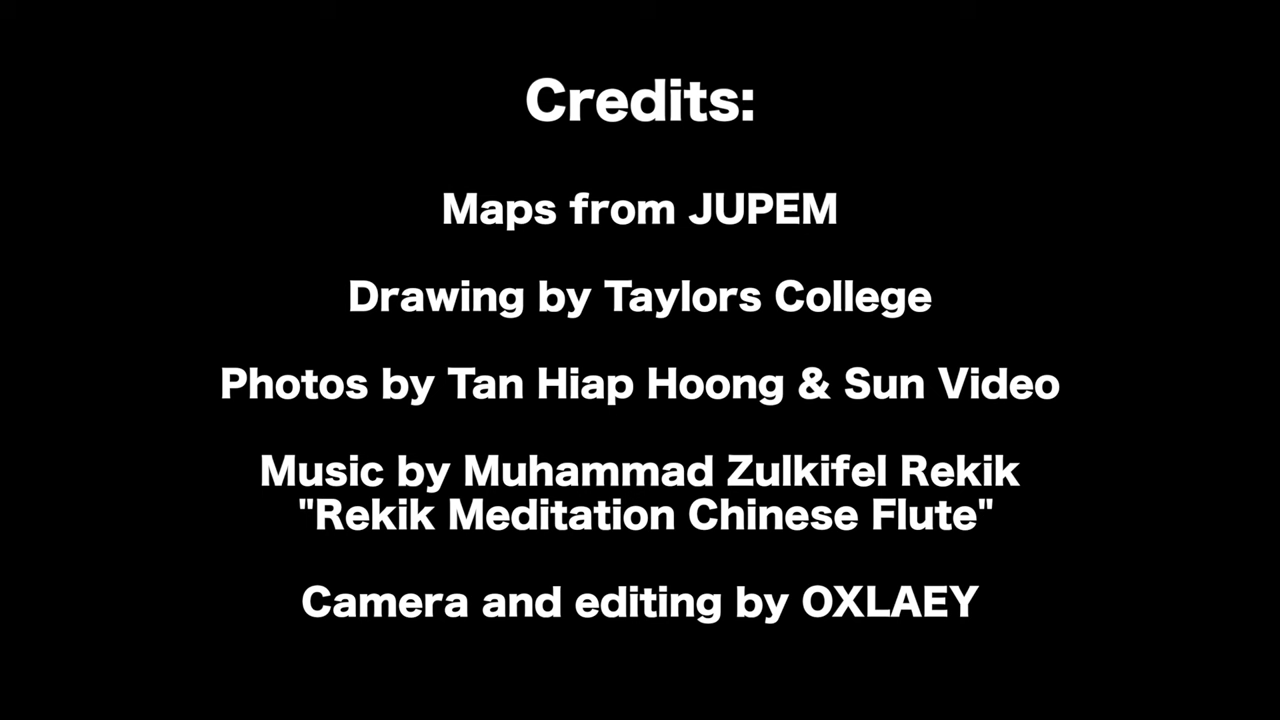 Credits:
Maps from JUPEM
Drawing by Taylors College
Photos by Tan Hiap Hoong & Sun Video
Music by Muhammad Zulkifel Rekik
"Rekik Meditation Chinese Flute"
Camera and editing by OXLAEY